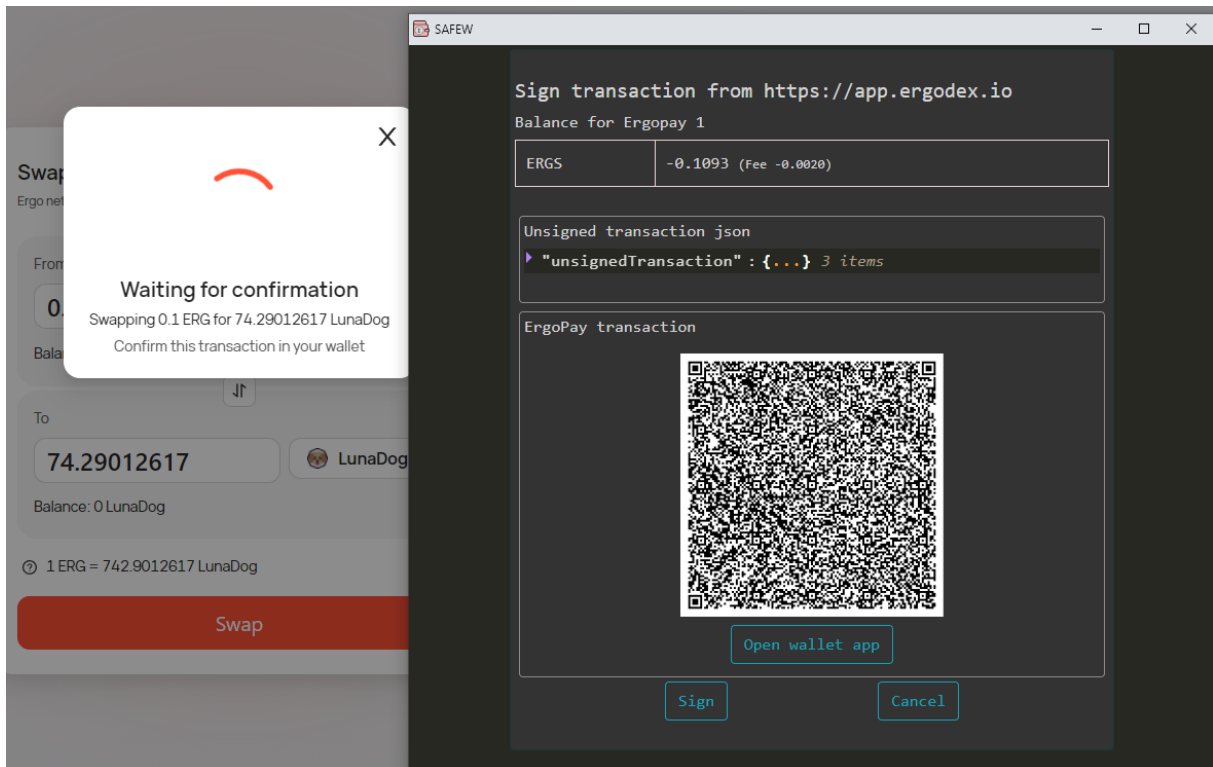 Swap
Ergo net
From
0.
Bala
X
Waiting for confirmation
Swapping 0.1 ERG for 74.29012617 LunaDog
Confirm this transaction in your wallet
To
74.29012617
LunaDog
Balance: 0 LunaDog
1 ERG = 742.9012617 LunaDog
Swap
SAFEW
Sign transaction from https://app.ergodex.io
Balance for Ergopay 1
ERGS -0.1093 (Fee -0.0020)
Unsigned transaction json
"unsignedTransaction" : {...} 3 items
ErgoPay transaction
Open wallet app
Sign Cancel